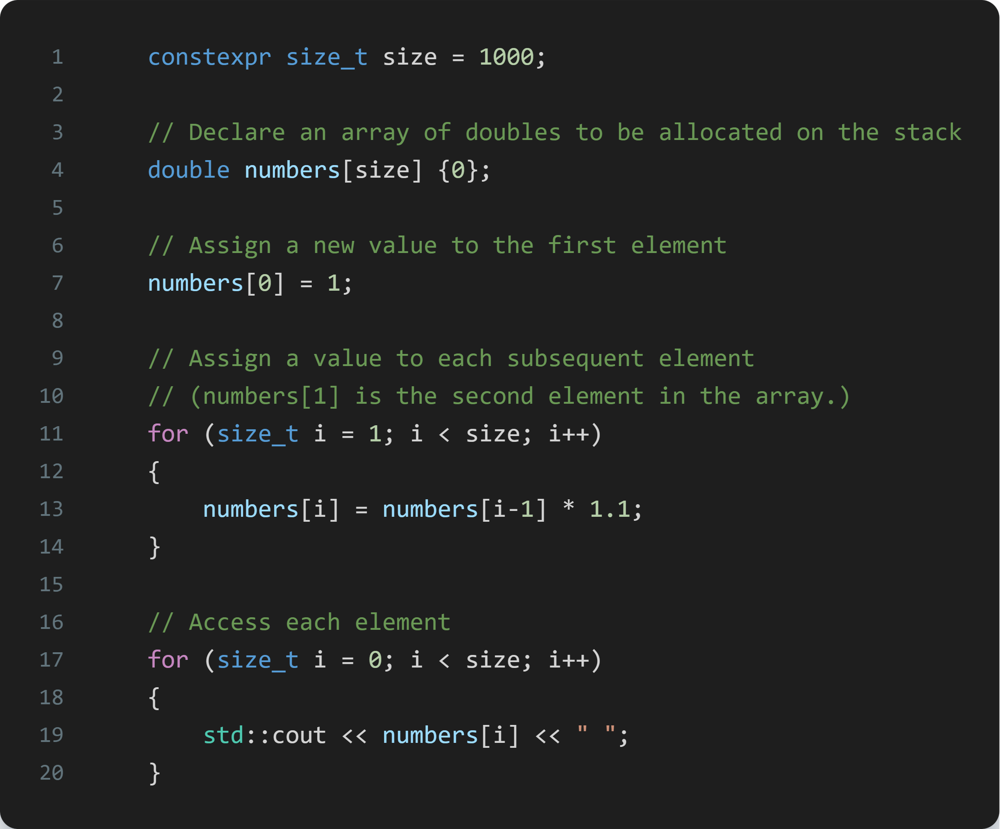 1 constexpr size_t size = 1000;
2
3 // Declare an array of doubles to be allocated on the stack
4 double numbers[size] {0};
5
6 // Assign a new value to the first element
7 numbers[0] = 1;
8
9 // Assign a value to each subsequent element
10 // (numbers[1] is the second element in the array.)
11 for (size_t i = 1; i < size; i++)
12 {
13     numbers[i] = numbers[i-1] * 1.1;
14 }
15
16 // Access each element
17 for (size_t i = 0; i < size; i++)
18 {
19     std::cout << numbers[i] << " ";
20 }